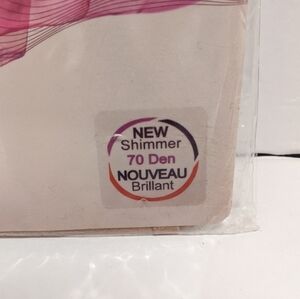 NEW
Shimmer
70 Den
NOUVEAU
Brillant